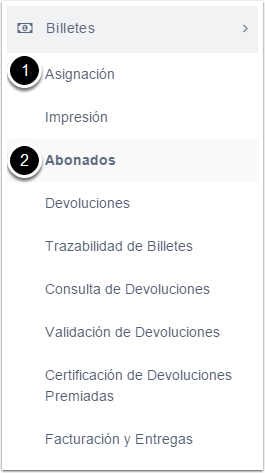 Billetes
1
Asignación
Impresión
2 Abonados
Devoluciones
Trazabilidad de Billetes
Consulta de Devoluciones
Validación de Devoluciones
Certificación de Devoluciones
Premiadas
Facturación y Entregas